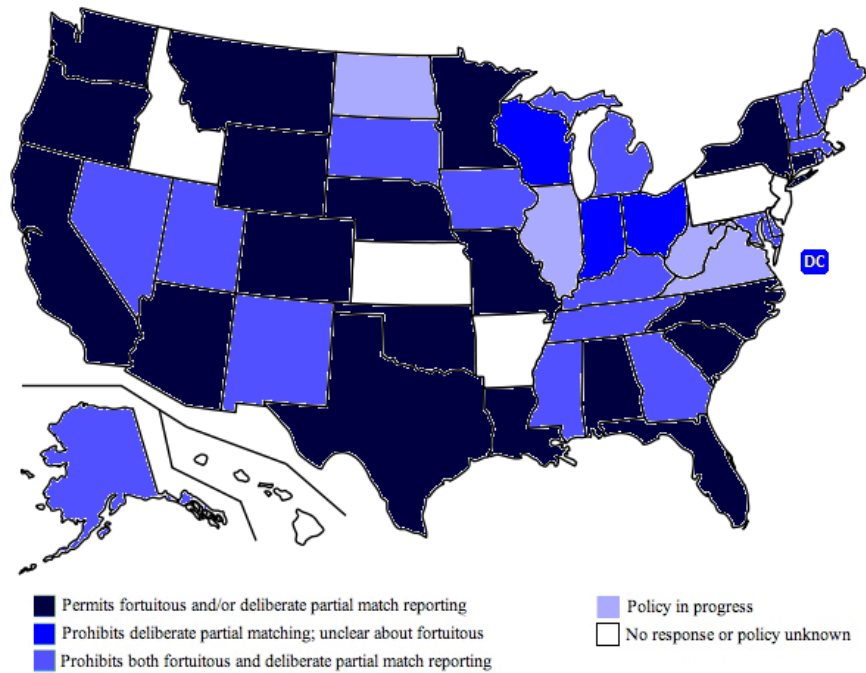 DC
Permits fortuitous and/or deliberate partial match reporting
Prohibits deliberate partial matching; unclear about fortuitous
Prohibits both fortuitous and deliberate partial match reporting
Policy in progress
No response or policy unknown